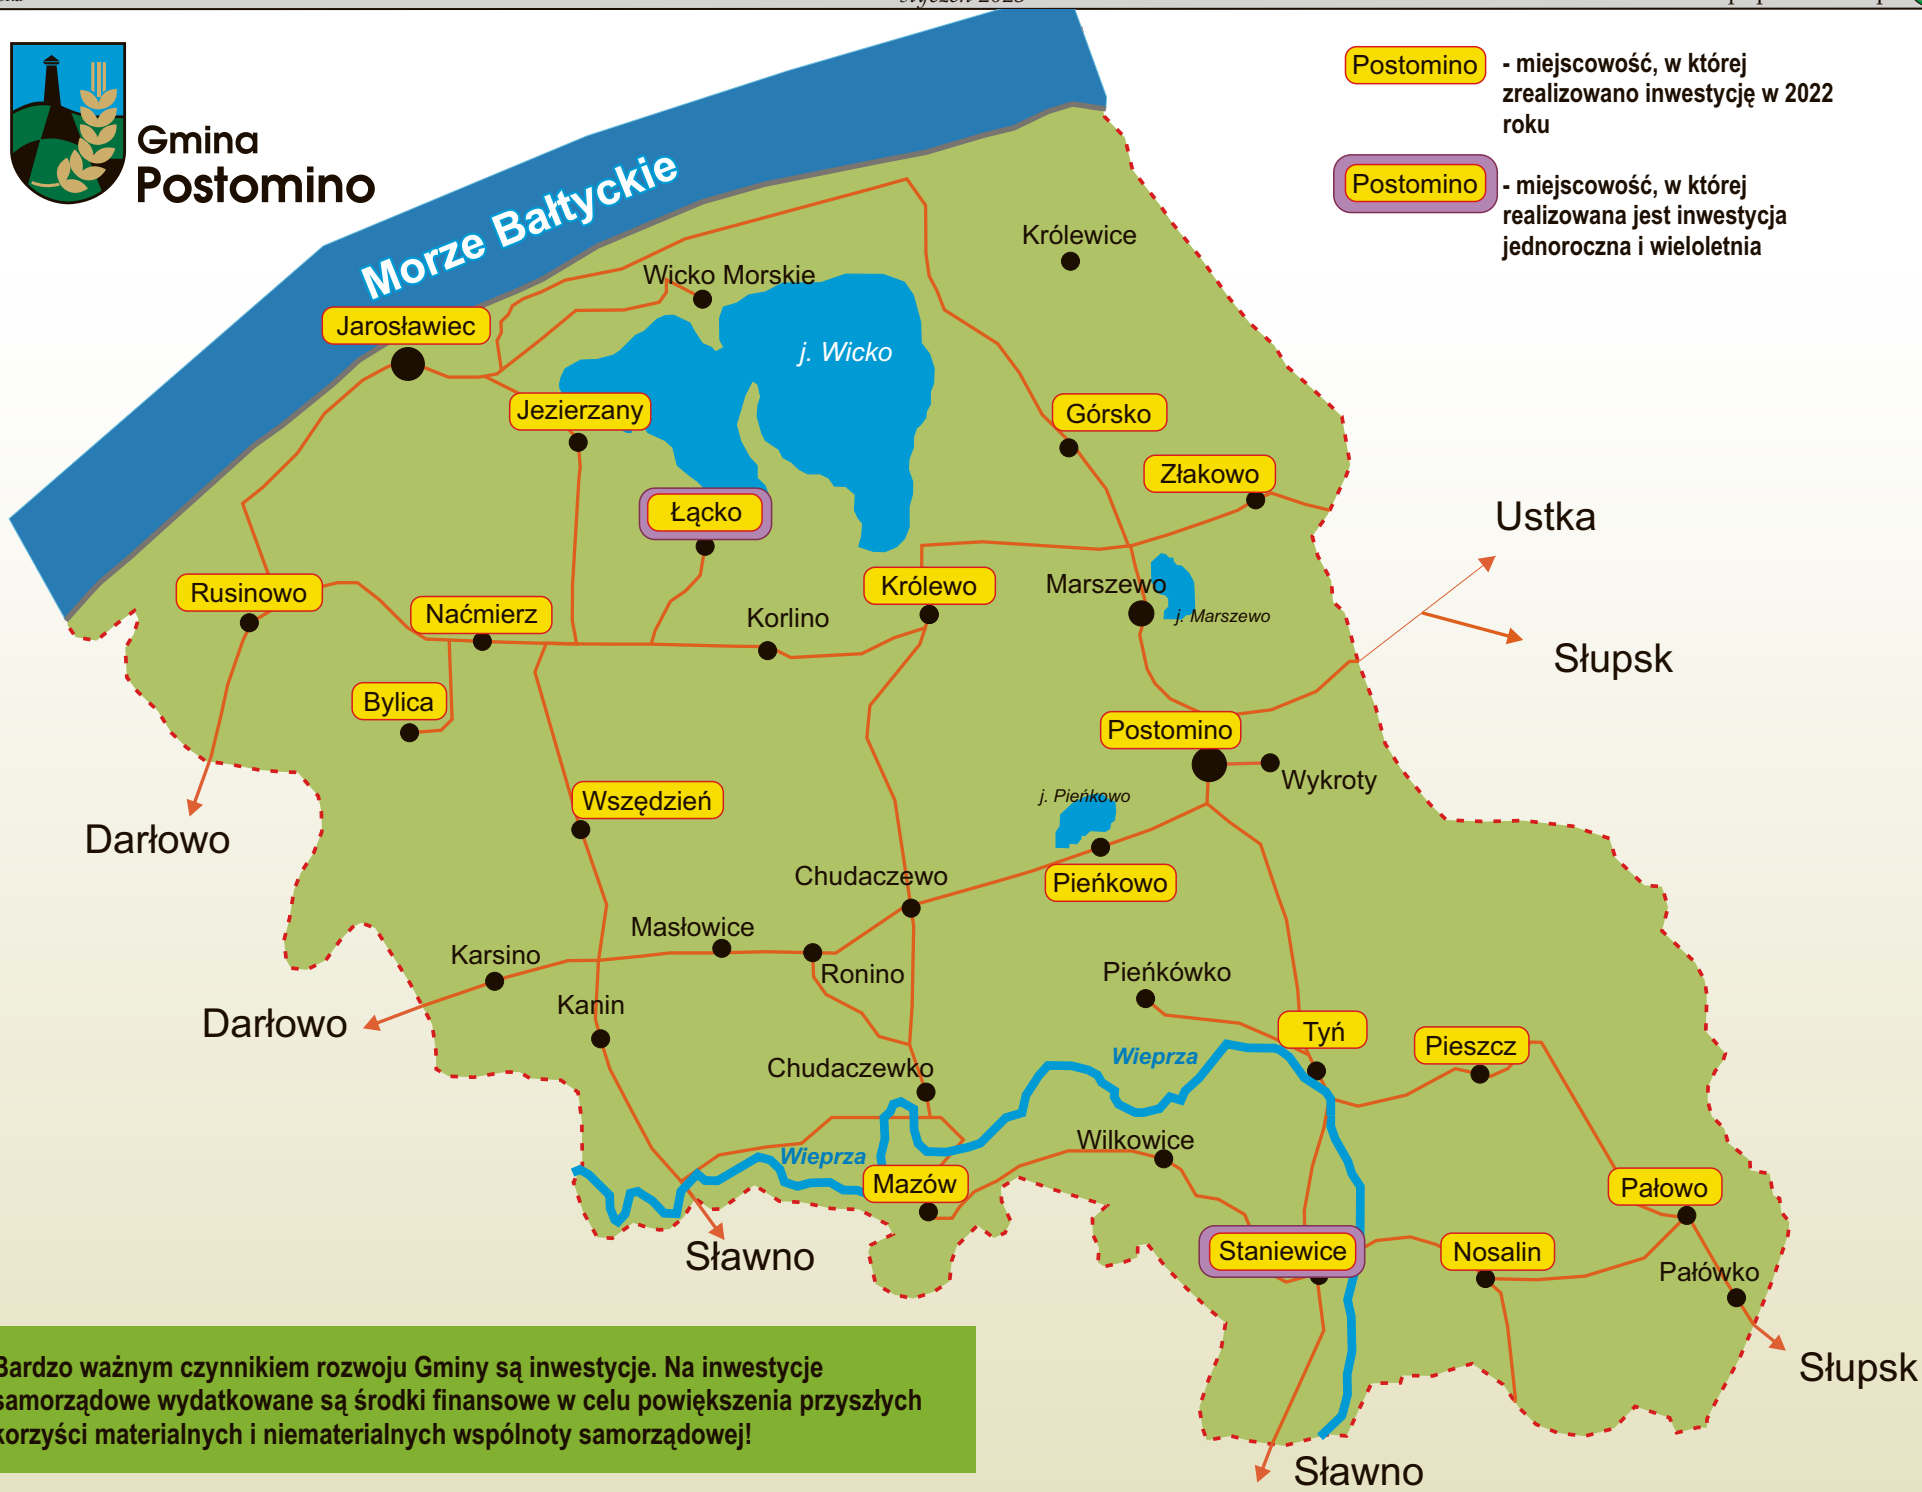 Styczeń 2023
Gmina
Postomino
Postomino
- miejscowość, w której
zrealizowano inwestycję w 2022
roku
Postomino
- miejscowość, w której
realizowana jest inwestycja
jednoroczna i wieloletnia
Morze Bałtyckie
Królewice
Wicko Morskie
Jarosławiec
j. Wicko
Jezierzany
Górsko
Złakowo
Łącko
Ustka
Rusinowo
Królewo
Marszewo
Naćmierz
Korlino
j. Marszewo
Słupsk
Bylica
Postomino
Wykroty
Wszędzień
j. Pieńkowo
Darłowo
Chudaczewo
Pieńkowo
Masłowice
Karsino
Ronino
Pieńkówko
Kanin
Darłowo
Tyń
Pieszcz
Wieprza
Chudaczewko
Wilkowice
Wieprza
Mazów
Pałowo
Sławno
Staniewice
Nosalin
Pałówko
Słupsk
Bardzo ważnym czynnikiem rozwoju Gminy są inwestycje. Na inwestycje
samorządowe wydatkowane są środki finansowe w celu powiększenia przyszłych
korzyści materialnych i niematerialnych wspólnoty samorządowej!
Sławno